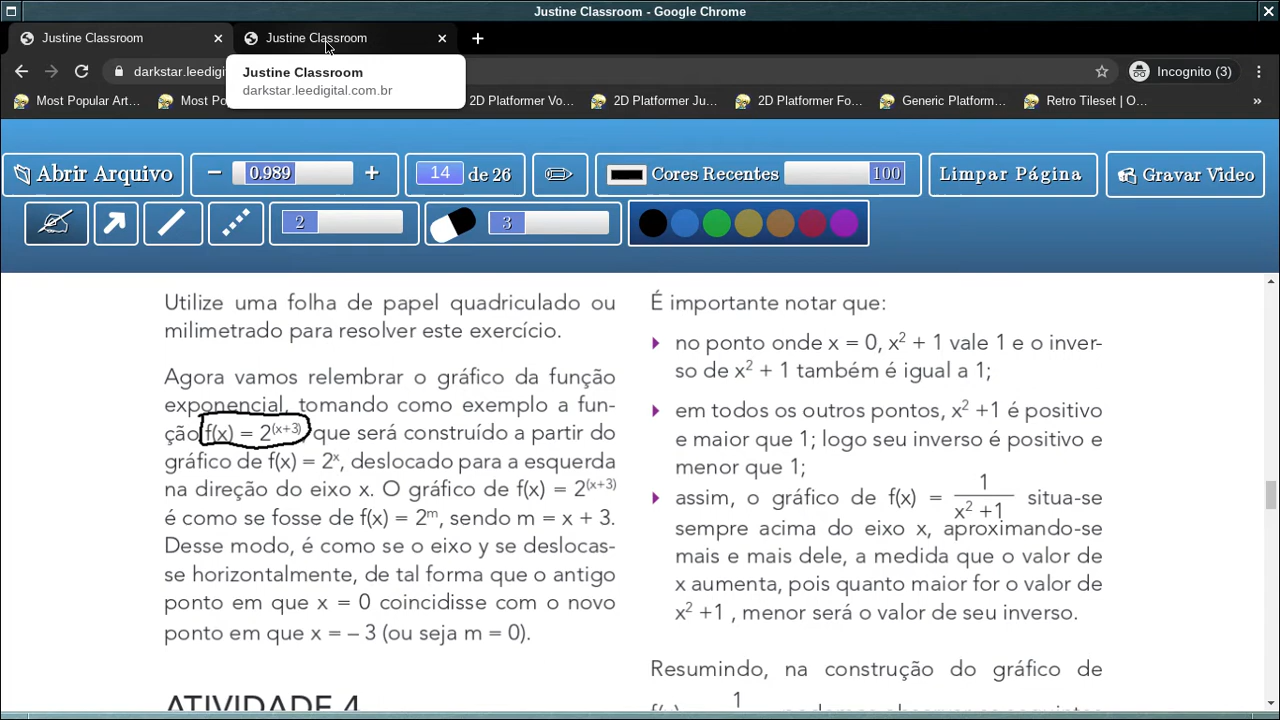 Justine Classroom - Google Chrome
Justine Classroom
Justine Classroom
darkstar.leedigi
Incognito (3)
Justine Classroom
darkstar.leedigital.com.br
Most Popular Art...
Most Po
2D Platformer Vo...
2D Platformer Ju...
2D Platformer Fo...
Generic Platform...
Retro Tileset | O...
»
Abrir Arquivo
− 0.989 +
14 de 26
Cores Recentes 100
Limpar Página
Gravar Video
2
3
Utilize uma folha de papel quadriculado ou
milimetrado para resolver este exercício.
Agora vamos relembrar o gráfico da função
exponencial, tomando como exemplo a fun-
ção f(x) = 2⁽ˣ⁺³⁾ que será construído a partir do
gráfico de f(x) = 2ˣ, deslocado para a esquerda
na direção do eixo x. O gráfico de f(x) = 2⁽ˣ⁺³⁾
é como se fosse de f(x) = 2ᵐ, sendo m = x + 3.
Desse modo, é como se o eixo y se deslocas-
se horizontalmente, de tal forma que o antigo
ponto em que x = 0 coincidisse com o novo
ponto em que x = – 3 (ou seja m = 0).
ATIVIDADE 4
É importante notar que:
no ponto onde x = 0, x² + 1 vale 1 e o inver-
so de x² + 1 também é igual a 1;
em todos os outros pontos, x² +1 é positivo
e maior que 1; logo seu inverso é positivo e
menor que 1;
assim, o gráfico de f(x) = 1/(x² +1) situa-se
sempre acima do eixo x, aproximando-se
mais e mais dele, a medida que o valor de
x aumenta, pois quanto maior for o valor de
x² +1 , menor será o valor de seu inverso.
Resumindo, na construção do gráfico de
1